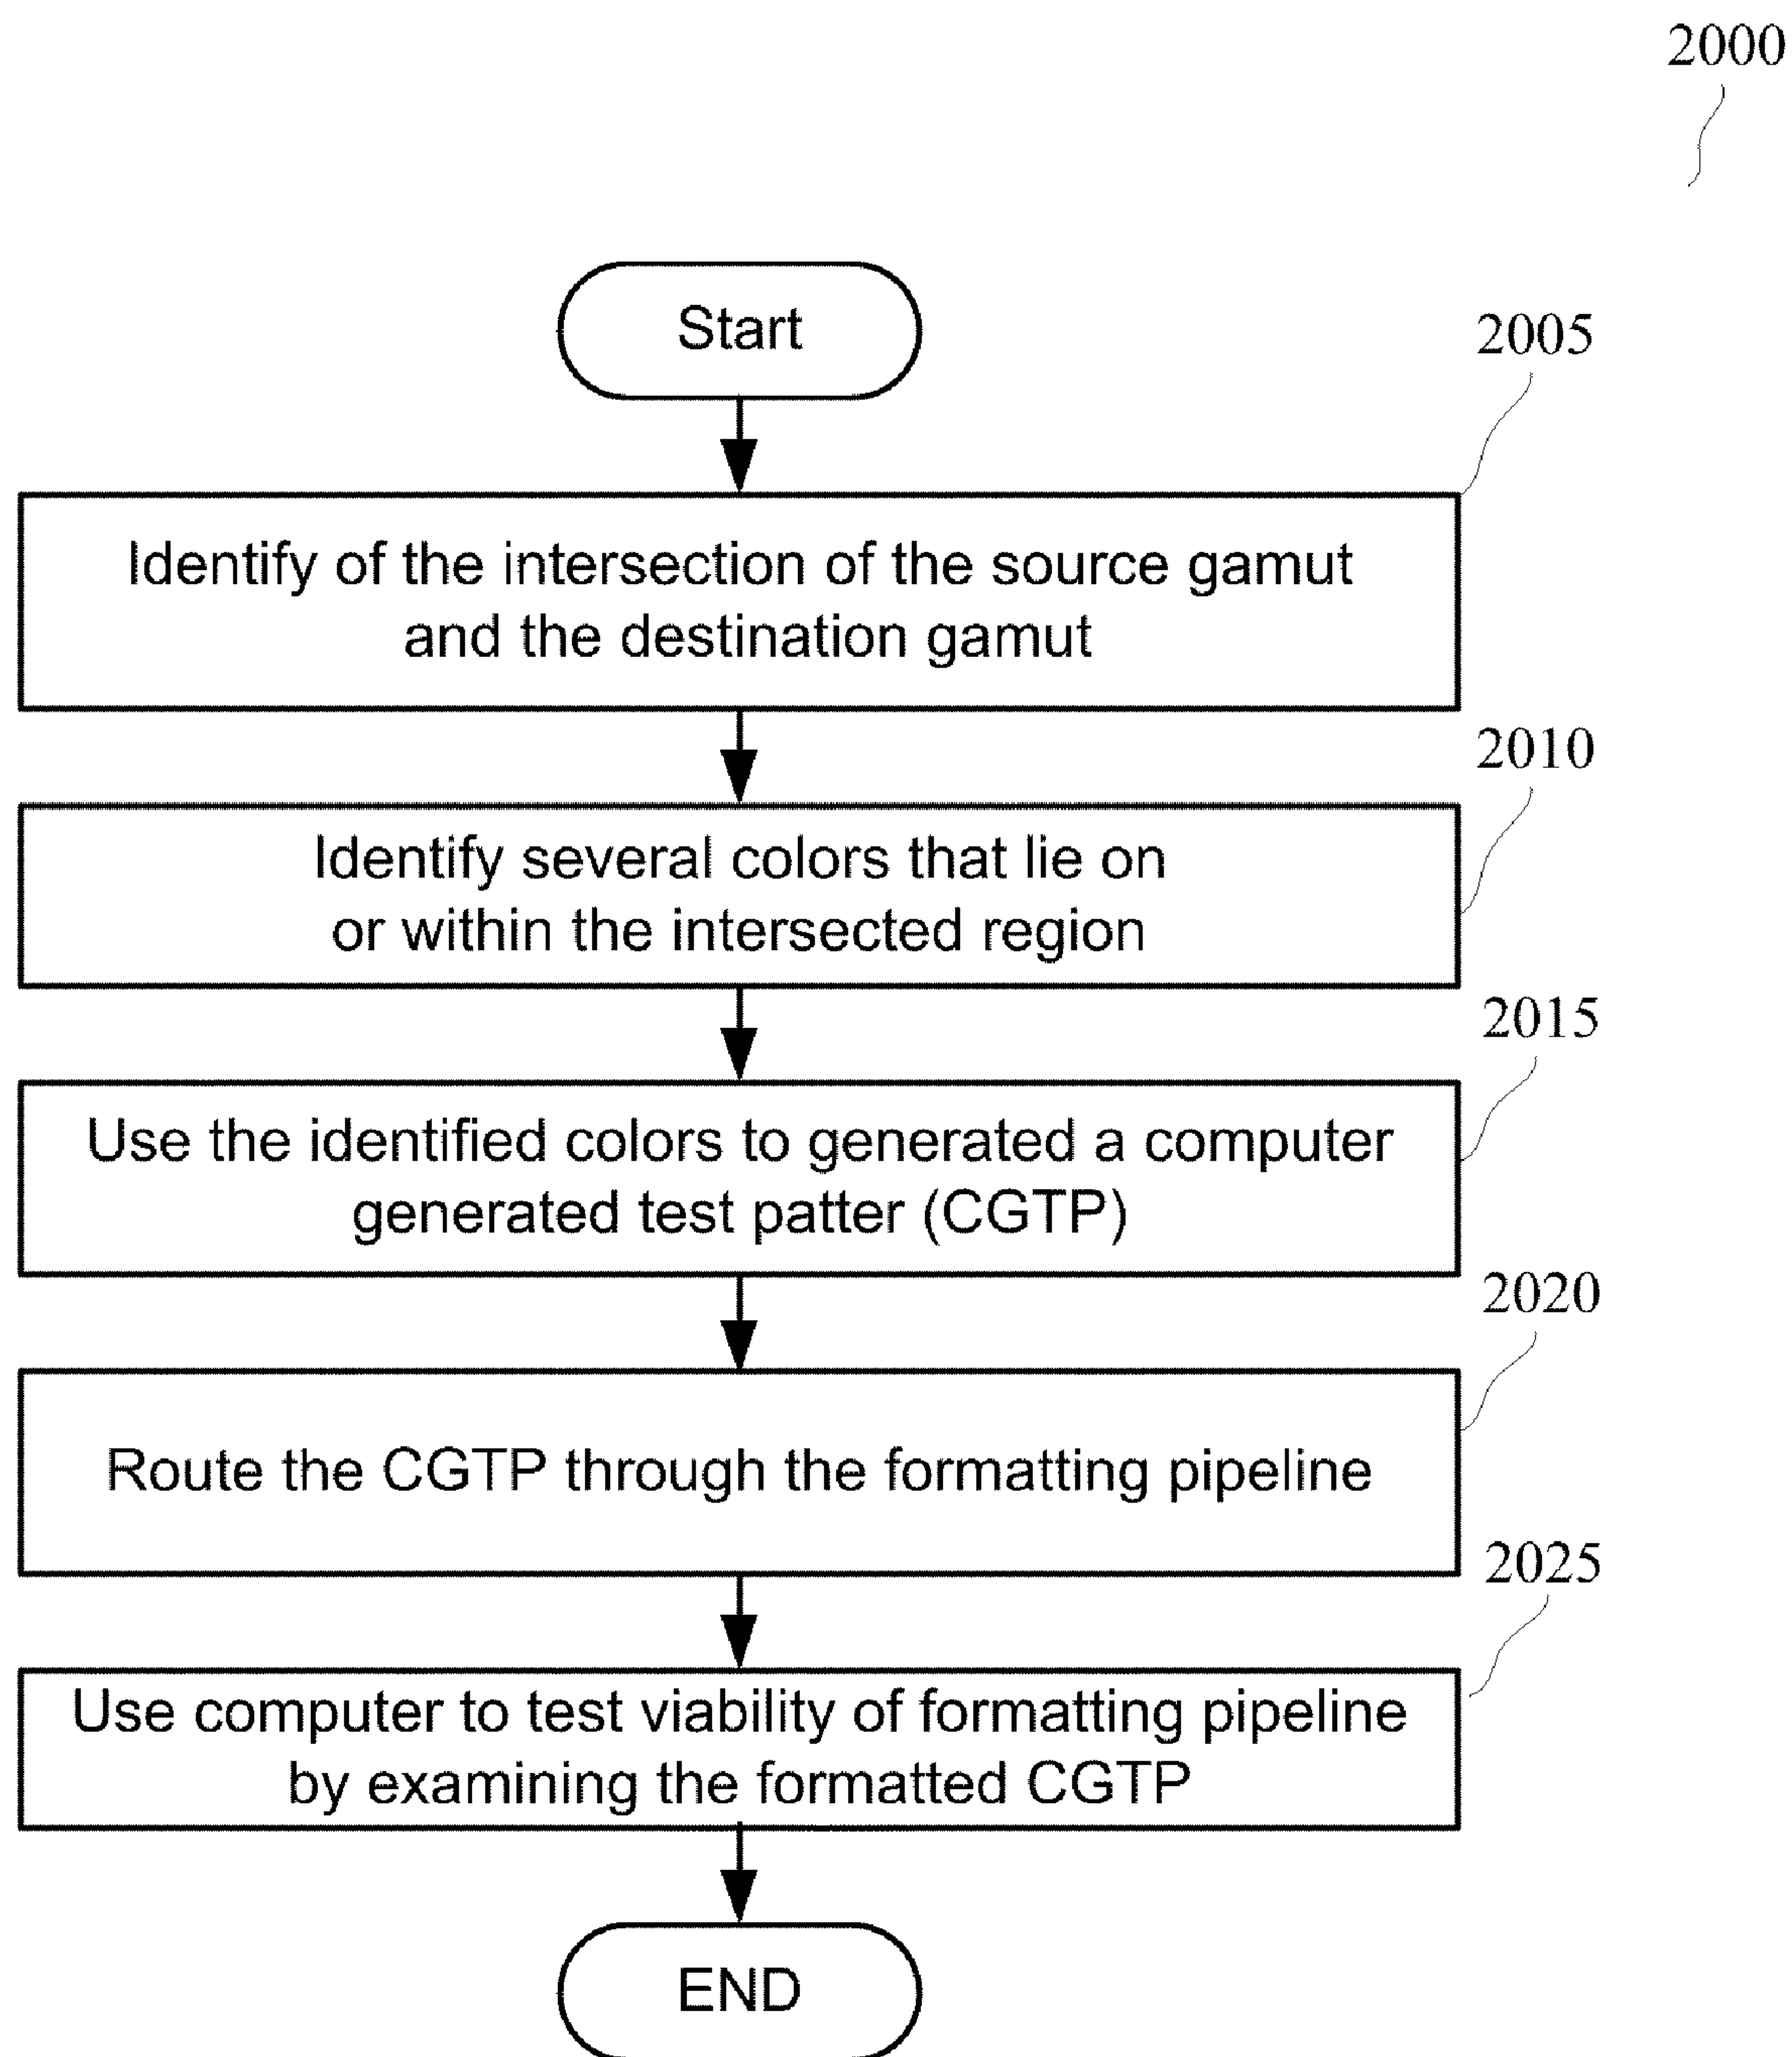 2000
Start
2005
Identify of the intersection of the source gamut
and the destination gamut
2010
Identify several colors that lie on
or within the intersected region
2015
Use the identified colors to generated a computer
generated test patter (CGTP)
2020
Route the CGTP through the formatting pipeline
2025
Use computer to test viability of formatting pipeline
by examining the formatted CGTP
END